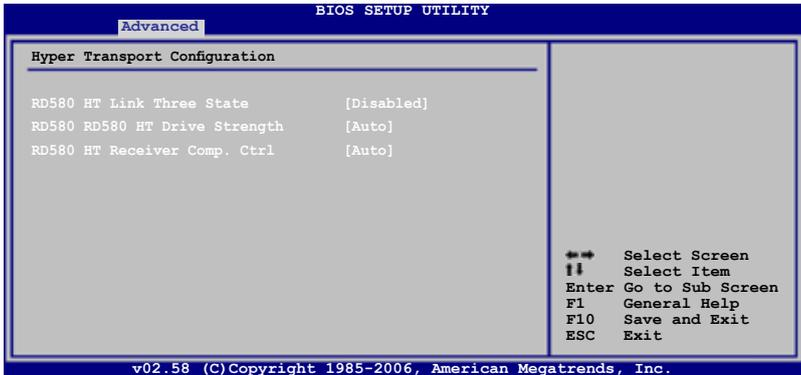 BIOS SETUP UTILITY
Advanced
Hyper Transport Configuration
RD580 HT Link Three State [Disabled]
RD580 RD580 HT Drive Strength [Auto]
RD580 HT Receiver Comp. Ctrl [Auto]
←→ Select Screen
↑↓ Select Item
Enter Go to Sub Screen
F1 General Help
F10 Save and Exit
ESC Exit
v02.58 (C)Copyright 1985-2006, American Megatrends, Inc.